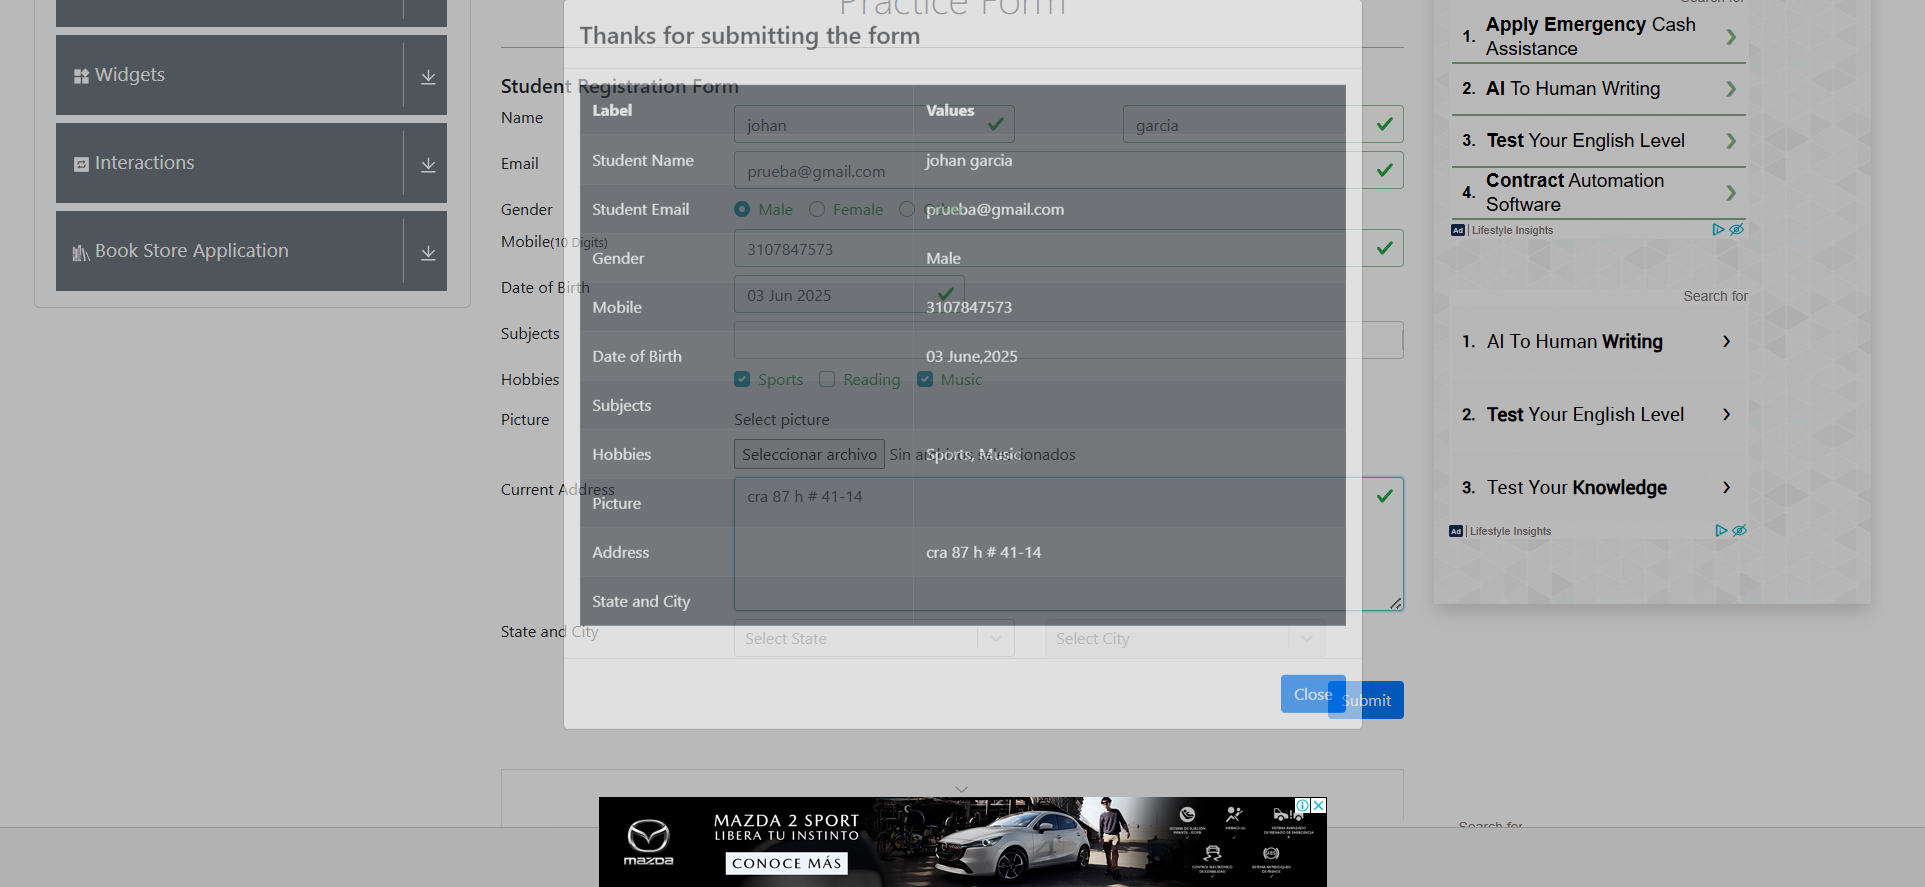 Practice Form
Thanks for submitting the form
Widgets
Interactions
Book Store Application
Student Registration Form
Name
johan
garcia
Email
prueba@gmail.com
Gender
Male
Female
Mobile(10 Digits)
3107847573
Date of Birth
03 Jun 2025
Subjects
Hobbies
Sports
Reading
Music
Picture
Select picture
Seleccionar archivo
Sin archivos seleccionados
Current Address
cra 87 h # 41-14
State and City
Select State
Select City
Submit
Label Values
Student Name johan garcia
Student Email prueba@gmail.com
Gender Male
Mobile 3107847573
Date of Birth 03 June,2025
Subjects
Hobbies Sports, Music
Picture
Address cra 87 h # 41-14
State and City
Close
Search for
1. Apply Emergency Cash
Assistance
2. AI To Human Writing
3. Test Your English Level
4. Contract Automation
Software
Ad Lifestyle Insights
Search for
1. AI To Human Writing
2. Test Your English Level
3. Test Your Knowledge
Ad Lifestyle Insights
Search for
mazda
MAZDA 2 SPORT
LIBERA TU INSTINTO
CONOCE MÁS